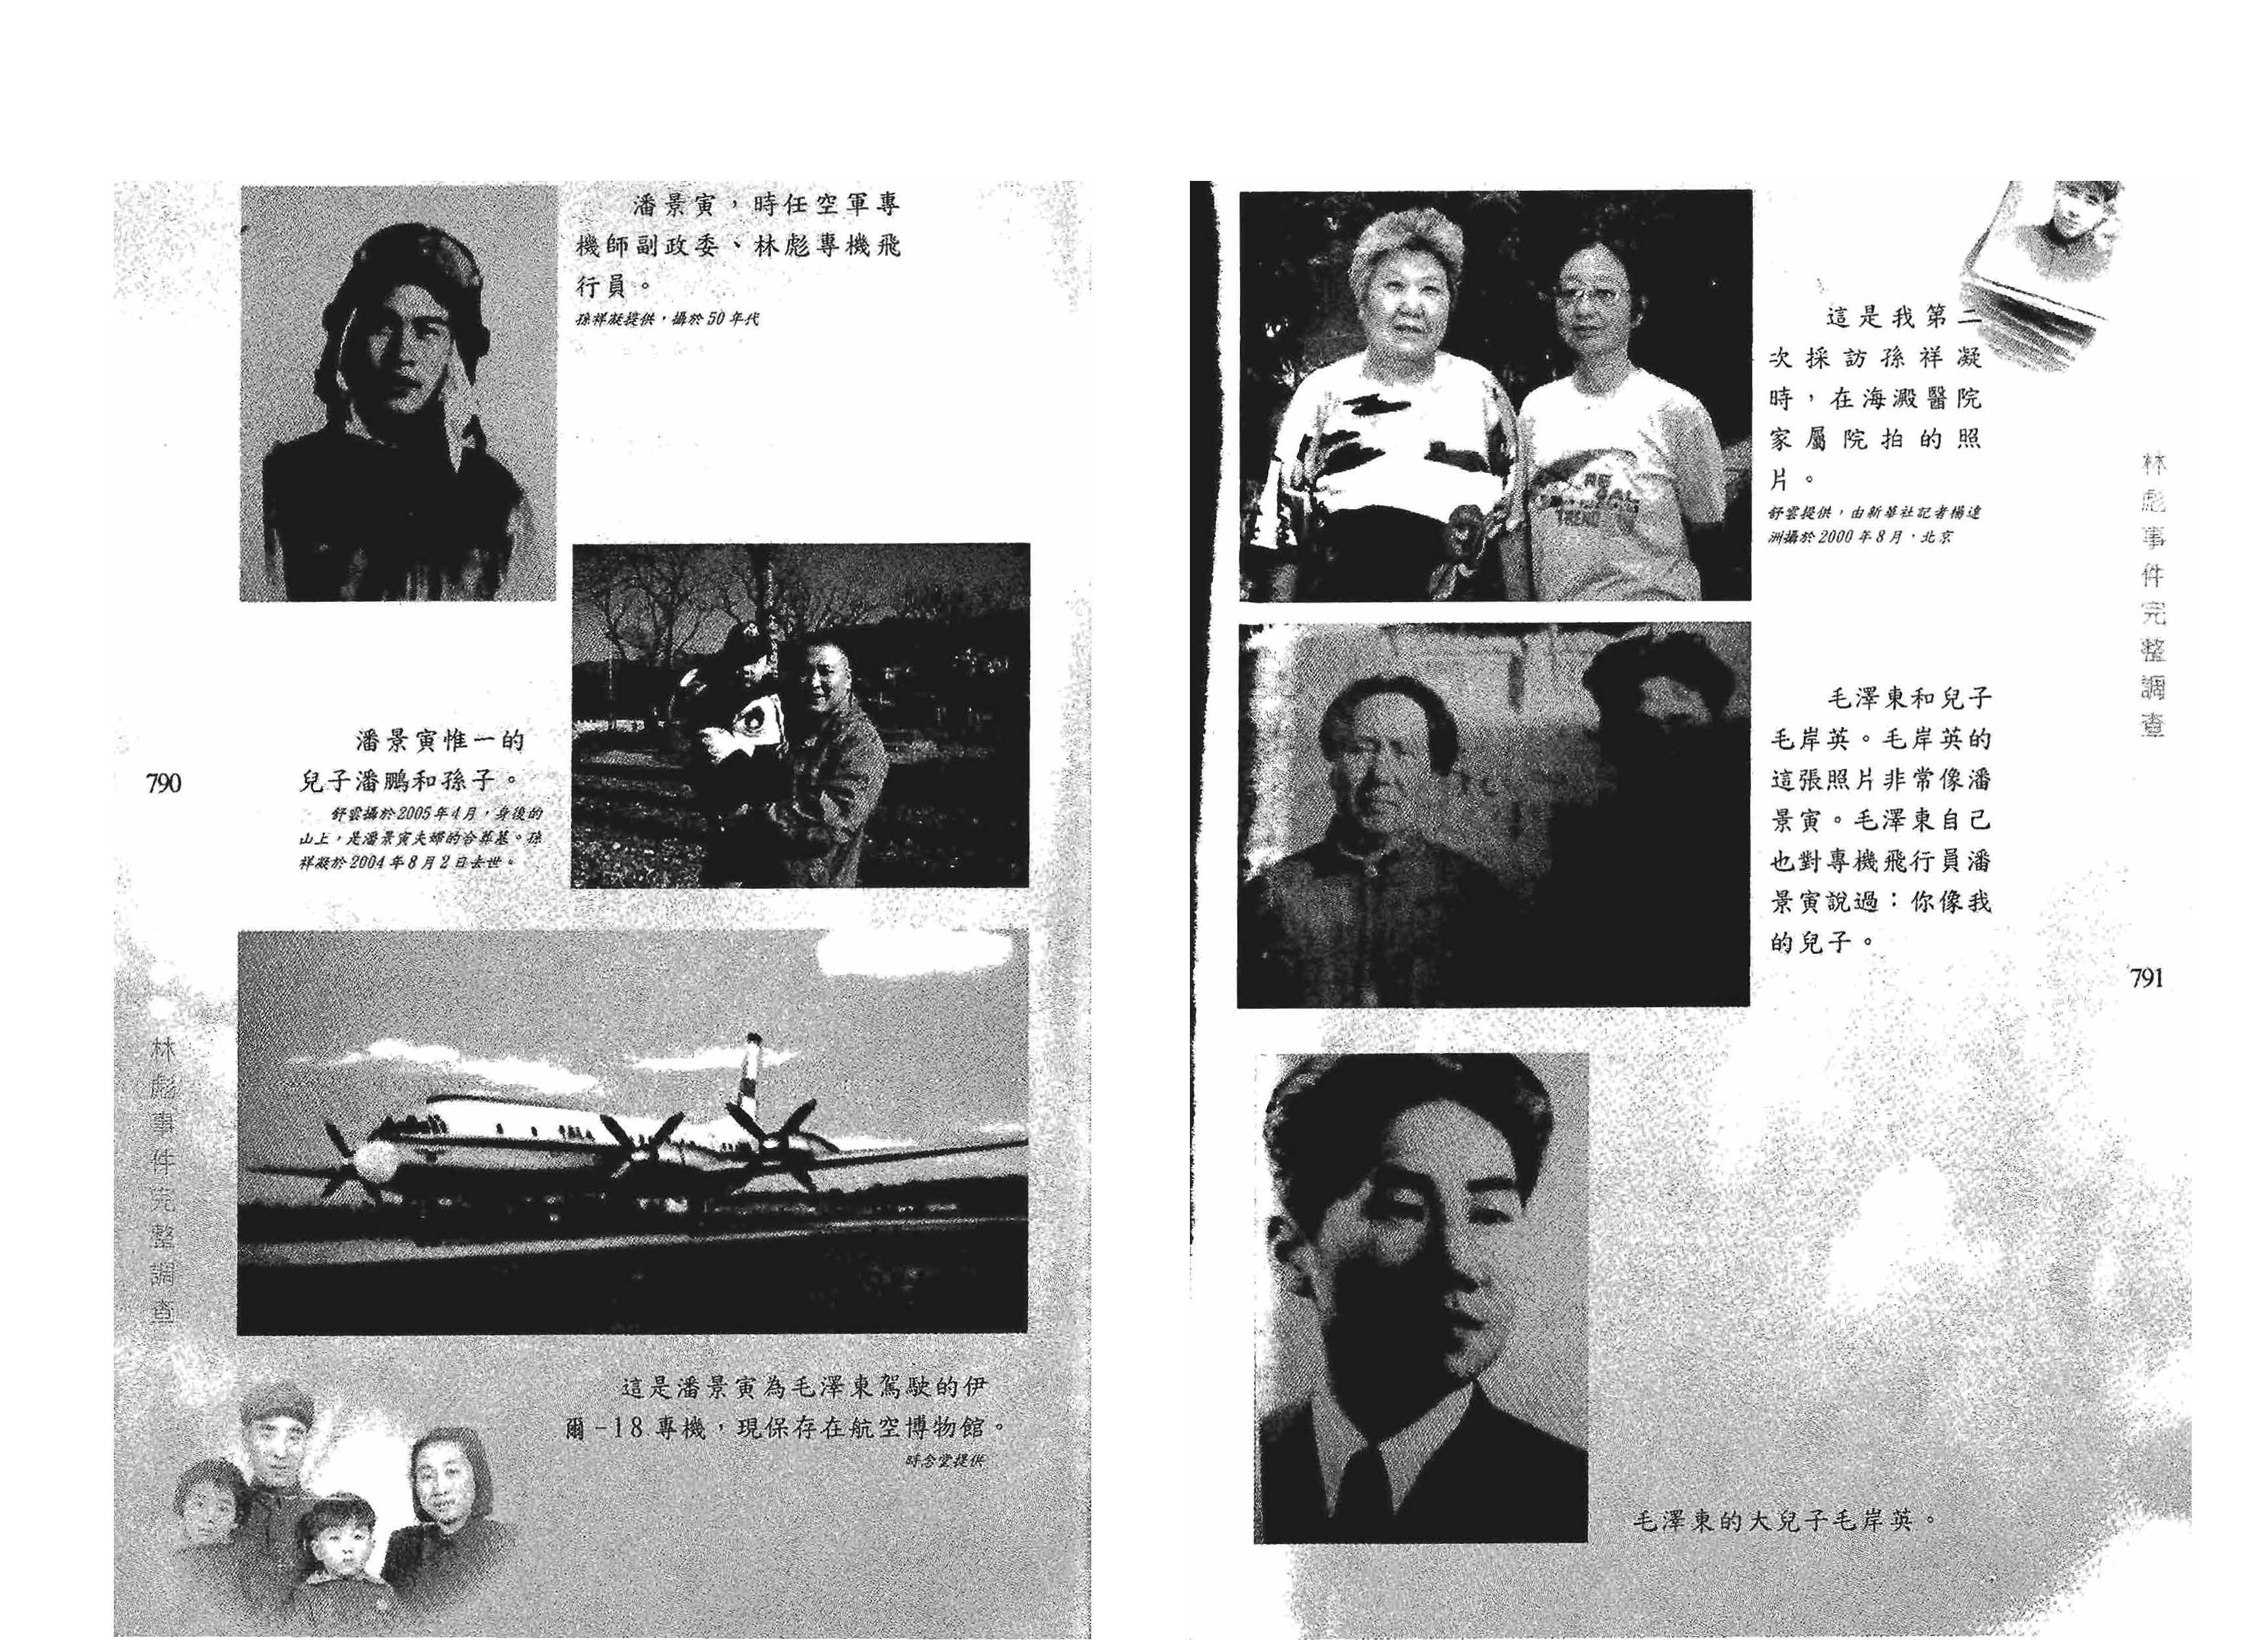 潘景寅，時任空軍專
機師副政委、林彪專機飛
行員。
孫祥凝提供，攝於50年代
潘景寅惟一的
兒子潘鵬和孫子。
舒雲攝於2005年4月，身後的
山上，是潘景寅夫婦的合葬墓。孫
祥凝於2004年8月2日去世。
790
林彪事件完整調查
這是潘景寅為毛澤東駕駛的伊
爾-18專機，現保存在航空博物館。
時念堂提供
這是我第二
次採訪孫祥凝
時，在海澱醫院
家屬院拍的照
片。
舒雲提供，由新華社記者楊達
洲攝於2000年8月，北京
林彪事件完整調查
毛澤東和兒子
毛岸英。毛岸英的
這張照片非常像潘
景寅。毛澤東自己
也對專機飛行員潘
景寅說過：你像我
的兒子。
791
毛澤東的大兒子毛岸英。